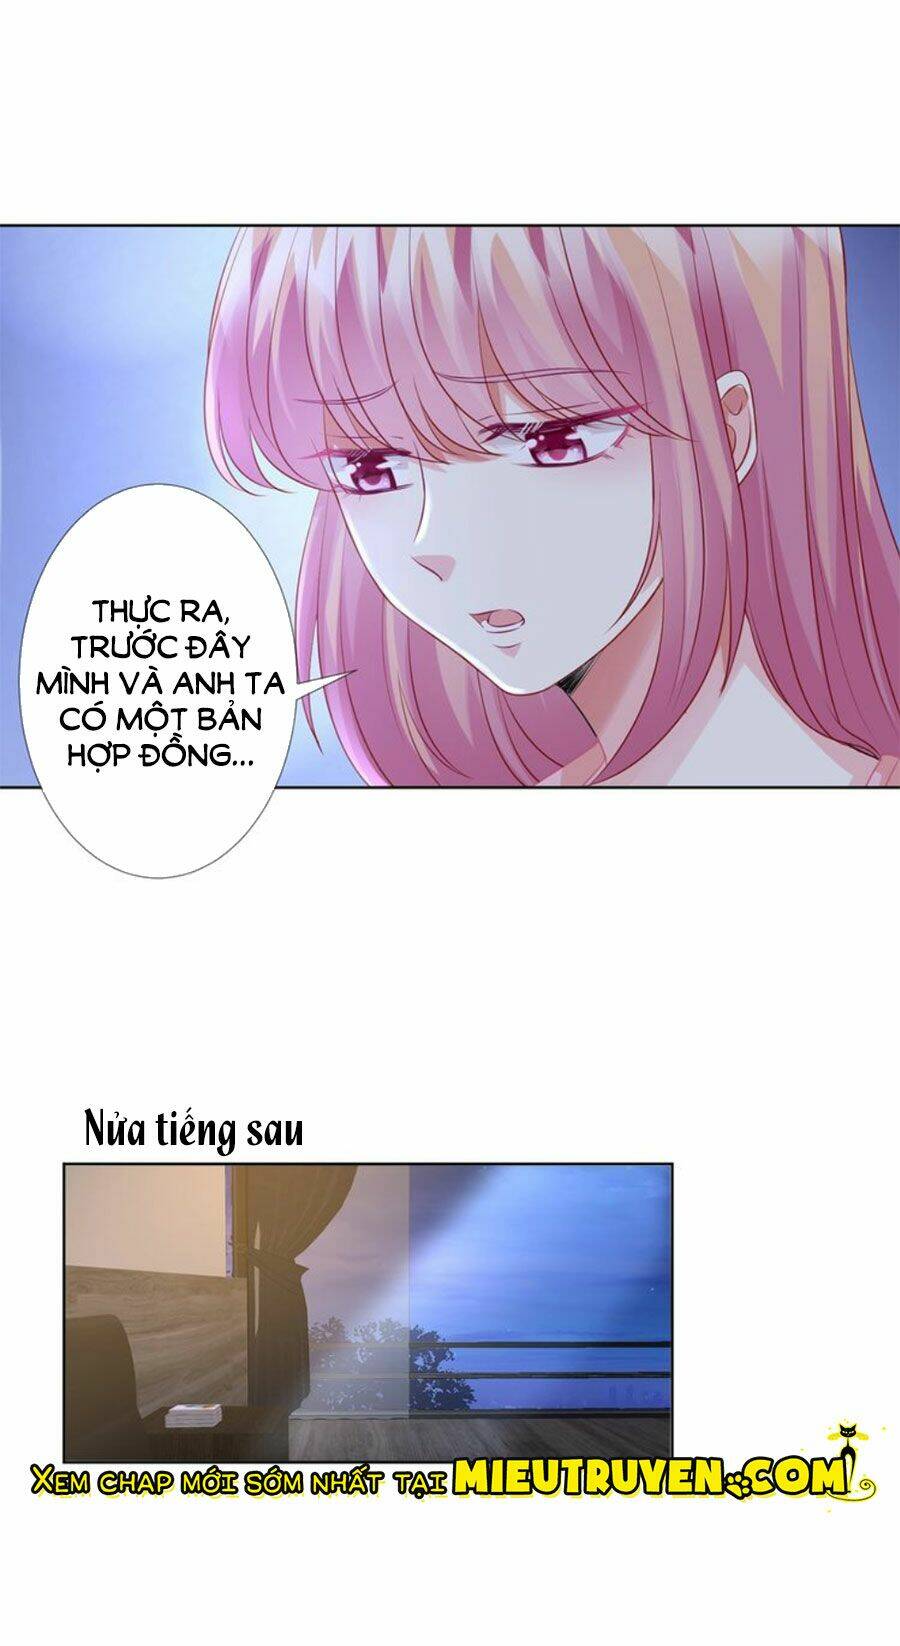 THỰC RA,
TRƯỚC ĐÂY
MÌNH VÀ ANH TA
CÓ MỘT BẢN
HỢP ĐỒNG...
Nửa tiếng sau
XEM CHAP MỚI SỚM NHẤT TẠI MIEUTRUYEN.COM